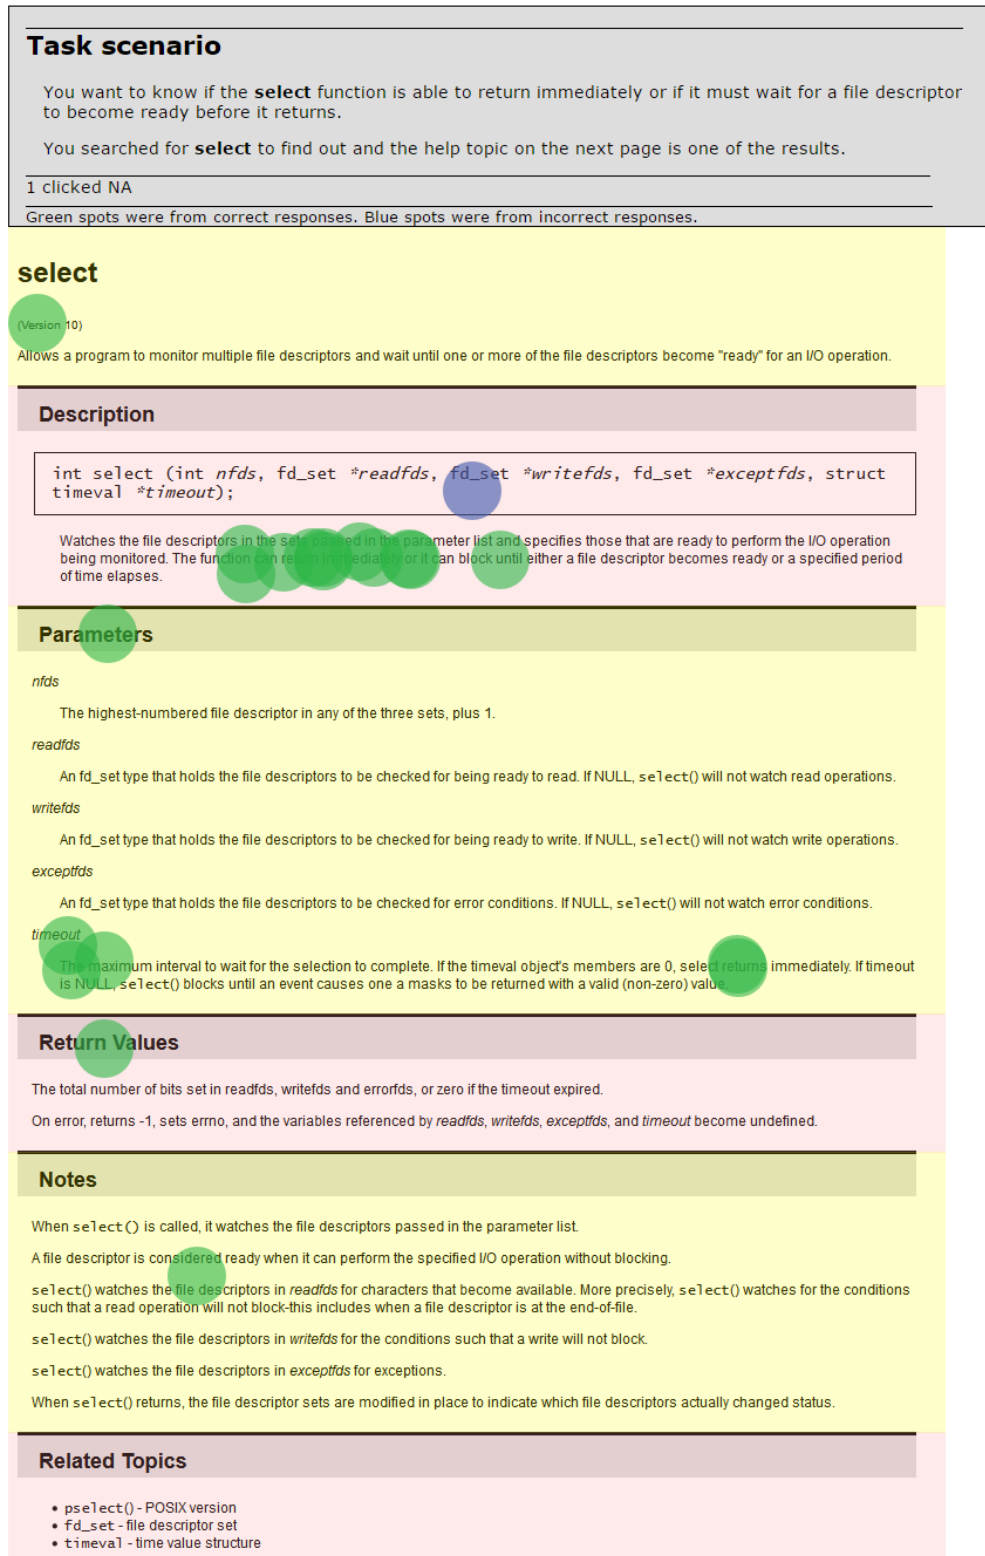 Task scenario
You want to know if the select function is able to return immediately or if it must wait for a file descriptor
to become ready before it returns.
You searched for select to find out and the help topic on the next page is one of the results.
1 clicked NA
Green spots were from correct responses. Blue spots were from incorrect responses.
select
(Version 10)
Allows a program to monitor multiple file descriptors and wait until one or more of the file descriptors become "ready" for an I/O operation.
Description
int select (int nfds, fd_set *readfds, fd_set *writefds, fd_set *exceptfds, struct
timeval *timeout);
Watches the file descriptors in the sets passed in the parameter list and specifies those that are ready to perform the I/O operation
being monitored. The function can return immediately or it can block until either a file descriptor becomes ready or a specified period
of time elapses.
Parameters
nfds
The highest-numbered file descriptor in any of the three sets, plus 1.
readfds
An fd_set type that holds the file descriptors to be checked for being ready to read. If NULL, select() will not watch read operations.
writefds
An fd_set type that holds the file descriptors to be checked for being ready to write. If NULL, select() will not watch write operations.
exceptfds
An fd_set type that holds the file descriptors to be checked for error conditions. If NULL, select() will not watch error conditions.
timeout
The maximum interval to wait for the selection to complete. If the timeval object's members are 0, select returns immediately. If timeout
is NULL, select() blocks until an event causes one a masks to be returned with a valid (non-zero) value.
Return Values
The total number of bits set in readfds, writefds and errorfds, or zero if the timeout expired.
On error, returns -1, sets errno, and the variables referenced by readfds, writefds, exceptfds, and timeout become undefined.
Notes
When select() is called, it watches the file descriptors passed in the parameter list.
A file descriptor is considered ready when it can perform the specified I/O operation without blocking.
select() watches the file descriptors in readfds for characters that become available. More precisely, select() watches for the conditions
such that a read operation will not block-this includes when a file descriptor is at the end-of-file.
select() watches the file descriptors in writefds for the conditions such that a write will not block.
select() watches the file descriptors in exceptfds for exceptions.
When select() returns, the file descriptor sets are modified in place to indicate which file descriptors actually changed status.
Related Topics
• pselect() - POSIX version
• fd_set - file descriptor set
• timeval - time value structure